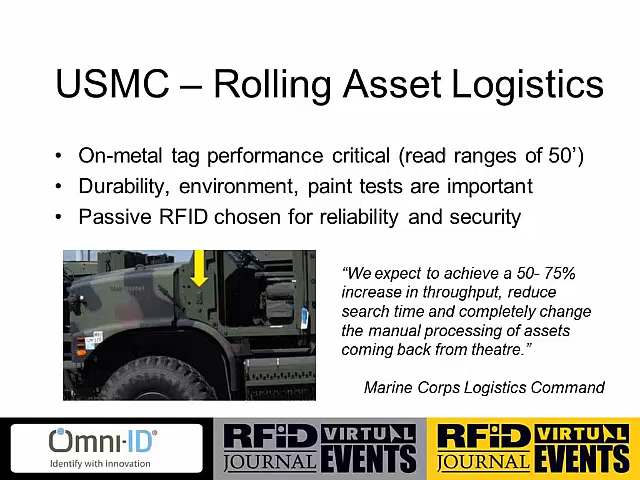 USMC – Rolling Asset Logistics
• On-metal tag performance critical (read ranges of 50’)
• Durability, environment, paint tests are important
• Passive RFID chosen for reliability and security
“We expect to achieve a 50- 75%
increase in throughput, reduce
search time and completely change
the manual processing of assets
coming back from theatre.”
Marine Corps Logistics Command
Omni-ID®
Identify with innovation
RFID VIRTUAL
JOURNAL EVENTS
RFID VIRTUAL
JOURNAL EVENTS